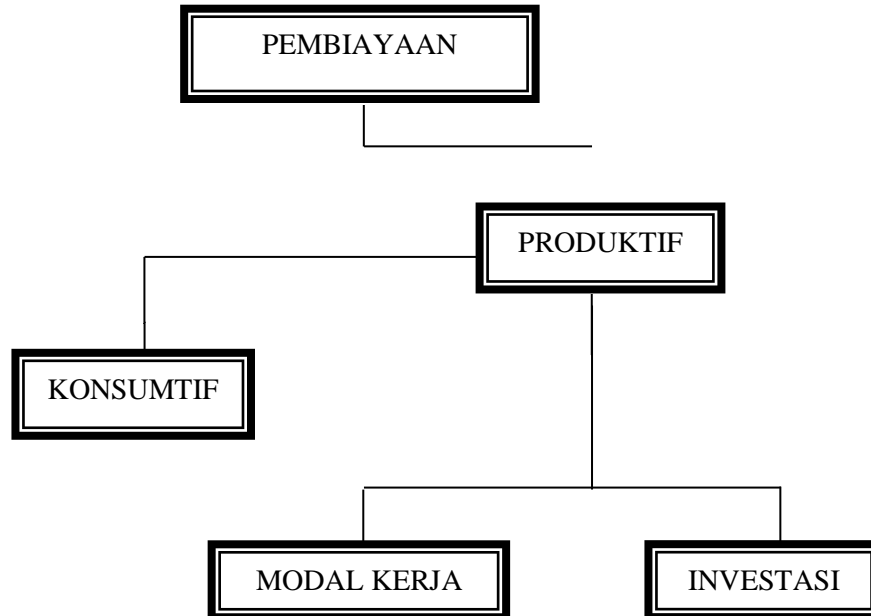 PEMBIAYAAN
PRODUKTIF
KONSUMTIF
MODAL KERJA
INVESTASI